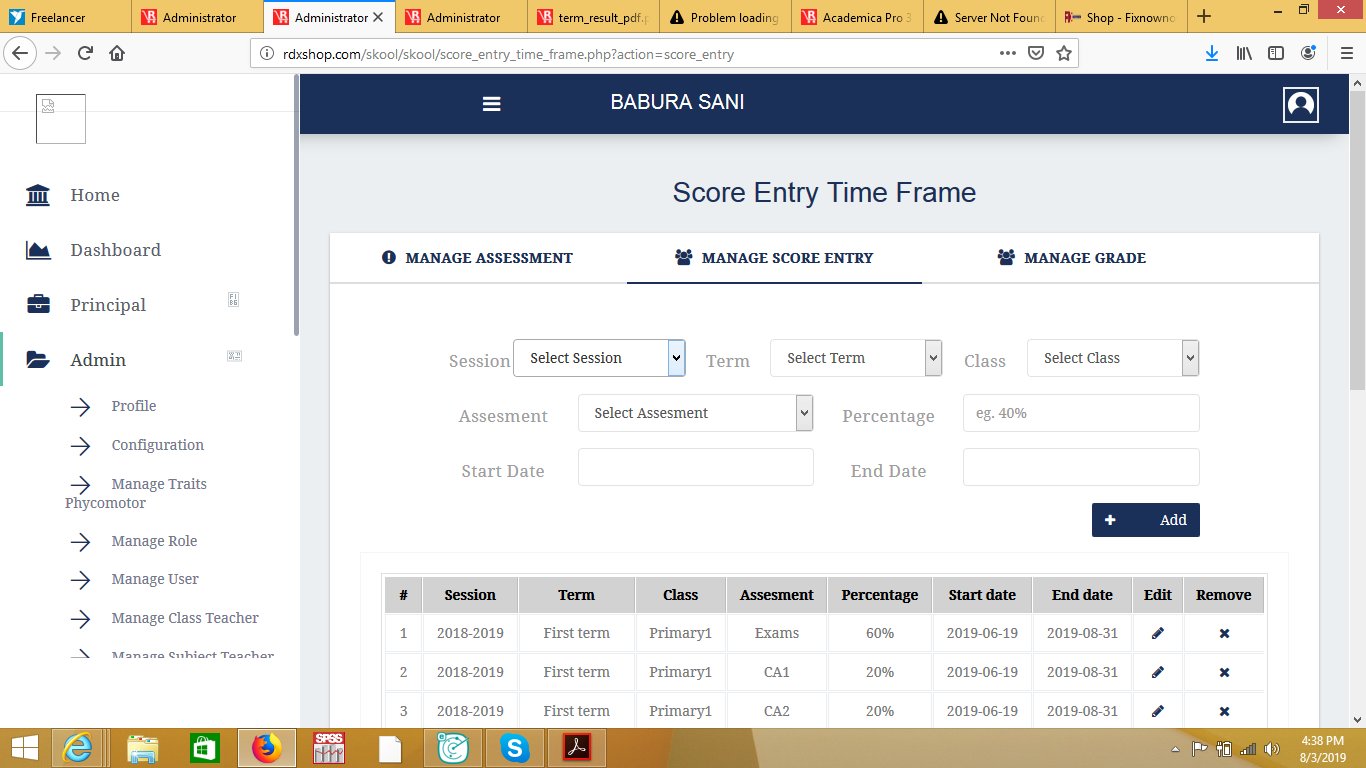 Freelancer
Administrator
Administrator
Administrator
term_result_pdf.p
Problem loading
Academica Pro 3
Server Not Foun
Shop - Fixnowno
rdxshop.com/skool/skool/score_entry_time_frame.php?action=score_entry
BABURA SANI
Home
Dashboard
Principal
Admin
Profile
Configuration
Manage Traits
Phycomotor
Manage Role
Manage User
Manage Class Teacher
Manage Subject Teacher
Score Entry Time Frame
MANAGE ASSESSMENT MANAGE SCORE ENTRY MANAGE GRADE
Session Select Session Term Select Term Class Select Class
Assesment Select Assesment Percentage eg. 40%
Start Date End Date
+ Add
# Session Term Class Assesment Percentage Start date End date Edit Remove
1 2018-2019 First term Primary1 Exams 60% 2019-06-19 2019-08-31
2 2018-2019 First term Primary1 CA1 20% 2019-06-19 2019-08-31
3 2018-2019 First term Primary1 CA2 20% 2019-06-19 2019-08-31
SPSS
4:38 PM
8/3/2019